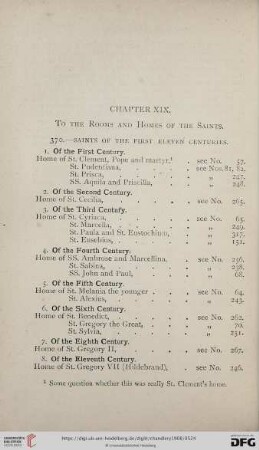 CHAPTER XIX.
To the Rooms and Homes of the Saints.
370.—SAINTS OF THE FIRST ELEVEN CENTURIES.
1. Of the First Century.
Home of St. Clement, Pope and martyr,¹ . see No. 57.
St. Pudentiana, . . . see Nos. 81, 82.
St. Prisca, . . . . „ 247.
SS. Aquila and Priscilla, . . „ 248.
2. Of the Second Century.
Home of St. Cecilia, . . . . see No. 265.
3. Of the Third Century.
Home of St. Cyriaca, . . . . see No. 65.
St. Marcella, . . . . „ 249.
St. Paula and St. Eustochium, . „ 317.
St. Eusebius, . . . . „ 151.
4. Of the Fourth Century.
Home of SS. Ambrose and Marcellina, . see No. 256.
St. Sabina, . . . . „ 238.
SS. John and Paul, . . . „ 68.
5. Of the Fifth Century.
Home of St. Melania the younger . . see No. 64.
St. Alexius, . . . . „ 243.
6. Of the Sixth Century.
Home of St. Benedict, . . . see No. 262.
St. Gregory the Great, . . „ 70.
St. Sylvia, . . . . „ 251.
7. Of the Eighth Century.
Home of St. Gregory II, . . . see No. 267.
8. Of the Eleventh Century.
Home of St. Gregory VII (Hildebrand), . see No. 246.
¹ Some question whether this was really St. Clement's home.
UNIVERSITÄTS-BIBLIOTHEK HEIDELBERG
© Universitätsbibliothek Heidelberg
DFG